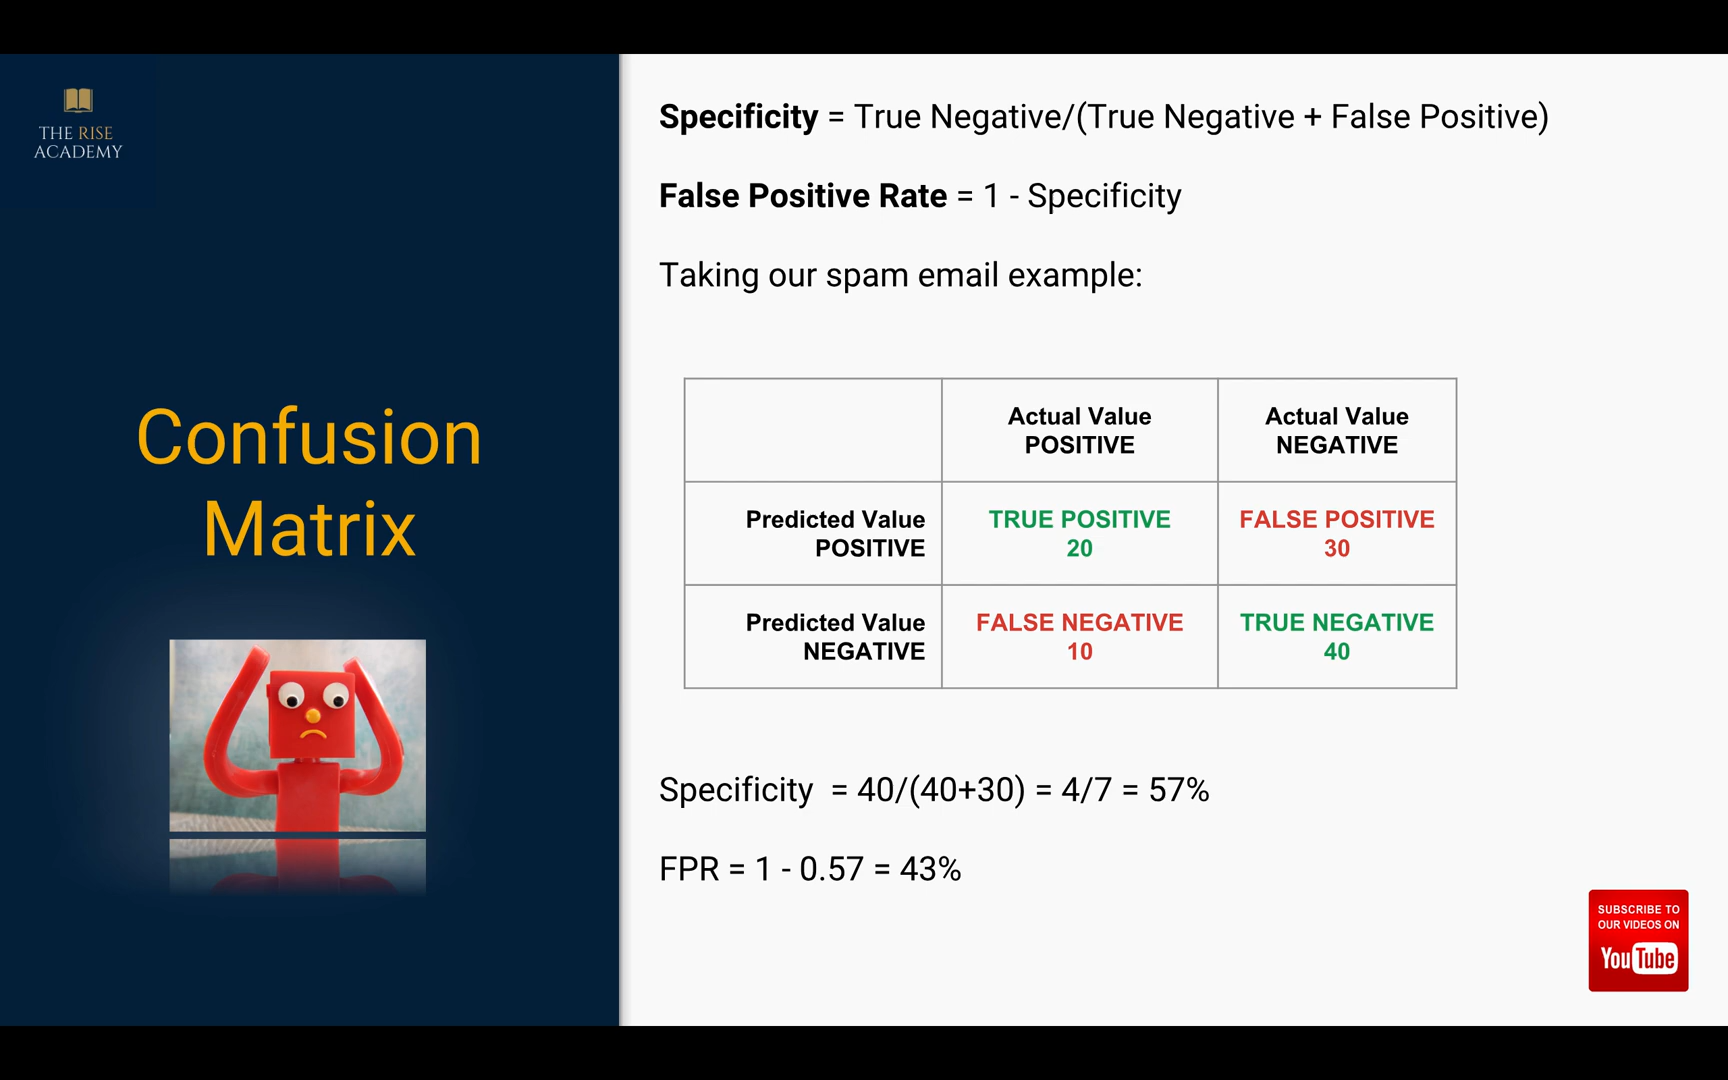 THE RISE
ACADEMY
Confusion
Matrix
Specificity = True Negative/(True Negative + False Positive)
False Positive Rate = 1 - Specificity
Taking our spam email example:
Actual Value
POSITIVE
Actual Value
NEGATIVE
Predicted Value
POSITIVE
TRUE POSITIVE
20
FALSE POSITIVE
30
Predicted Value
NEGATIVE
FALSE NEGATIVE
10
TRUE NEGATIVE
40
Specificity = 40/(40+30) = 4/7 = 57%
FPR = 1 - 0.57 = 43%
SUBSCRIBE TO
OUR VIDEOS ON
YouTube